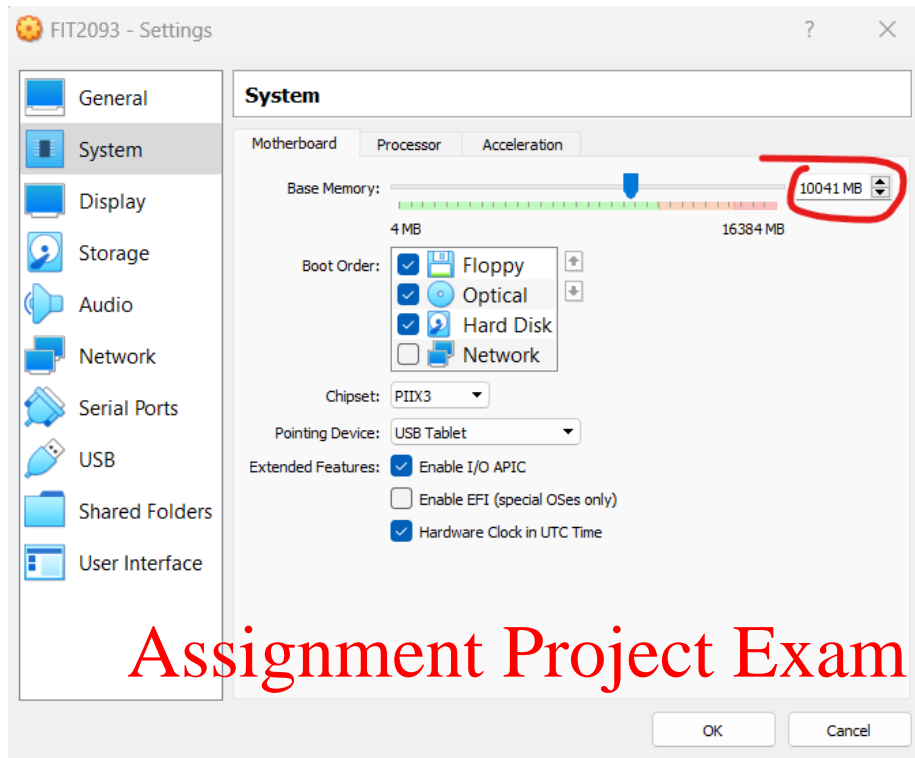 FIT2093 - Settings ? ×
General
System
Display
Storage
Audio
Network
Serial Ports
USB
Shared Folders
User Interface
System
Motherboard Processor Acceleration
Base Memory: 10041 MB
4 MB 16384 MB
Boot Order: Floppy
Optical
Hard Disk
Network
Chipset: PIIX3
Pointing Device: USB Tablet
Extended Features: Enable I/O APIC
Enable EFI (special OSes only)
Hardware Clock in UTC Time
Assignment Project Exam
OK Cancel